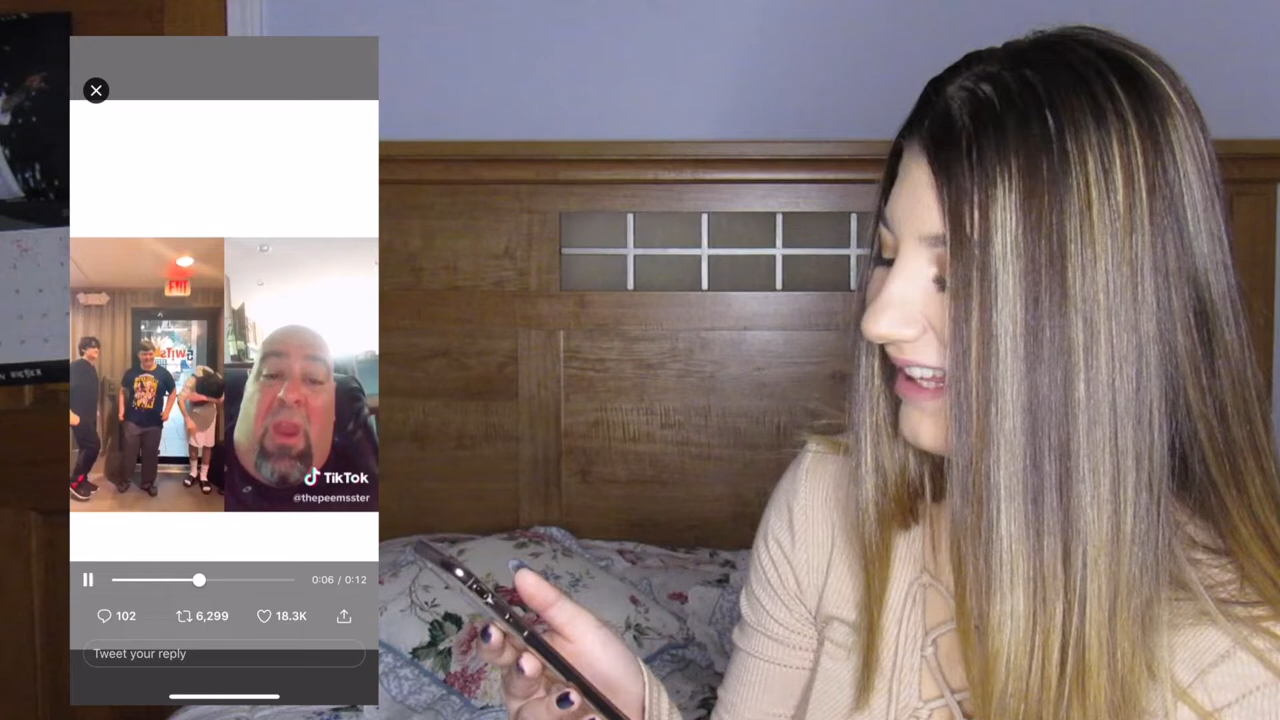 EXIT
TikTok
@thepeemsster
0:06 / 0:12
102
6,299
18.3K
Tweet your reply